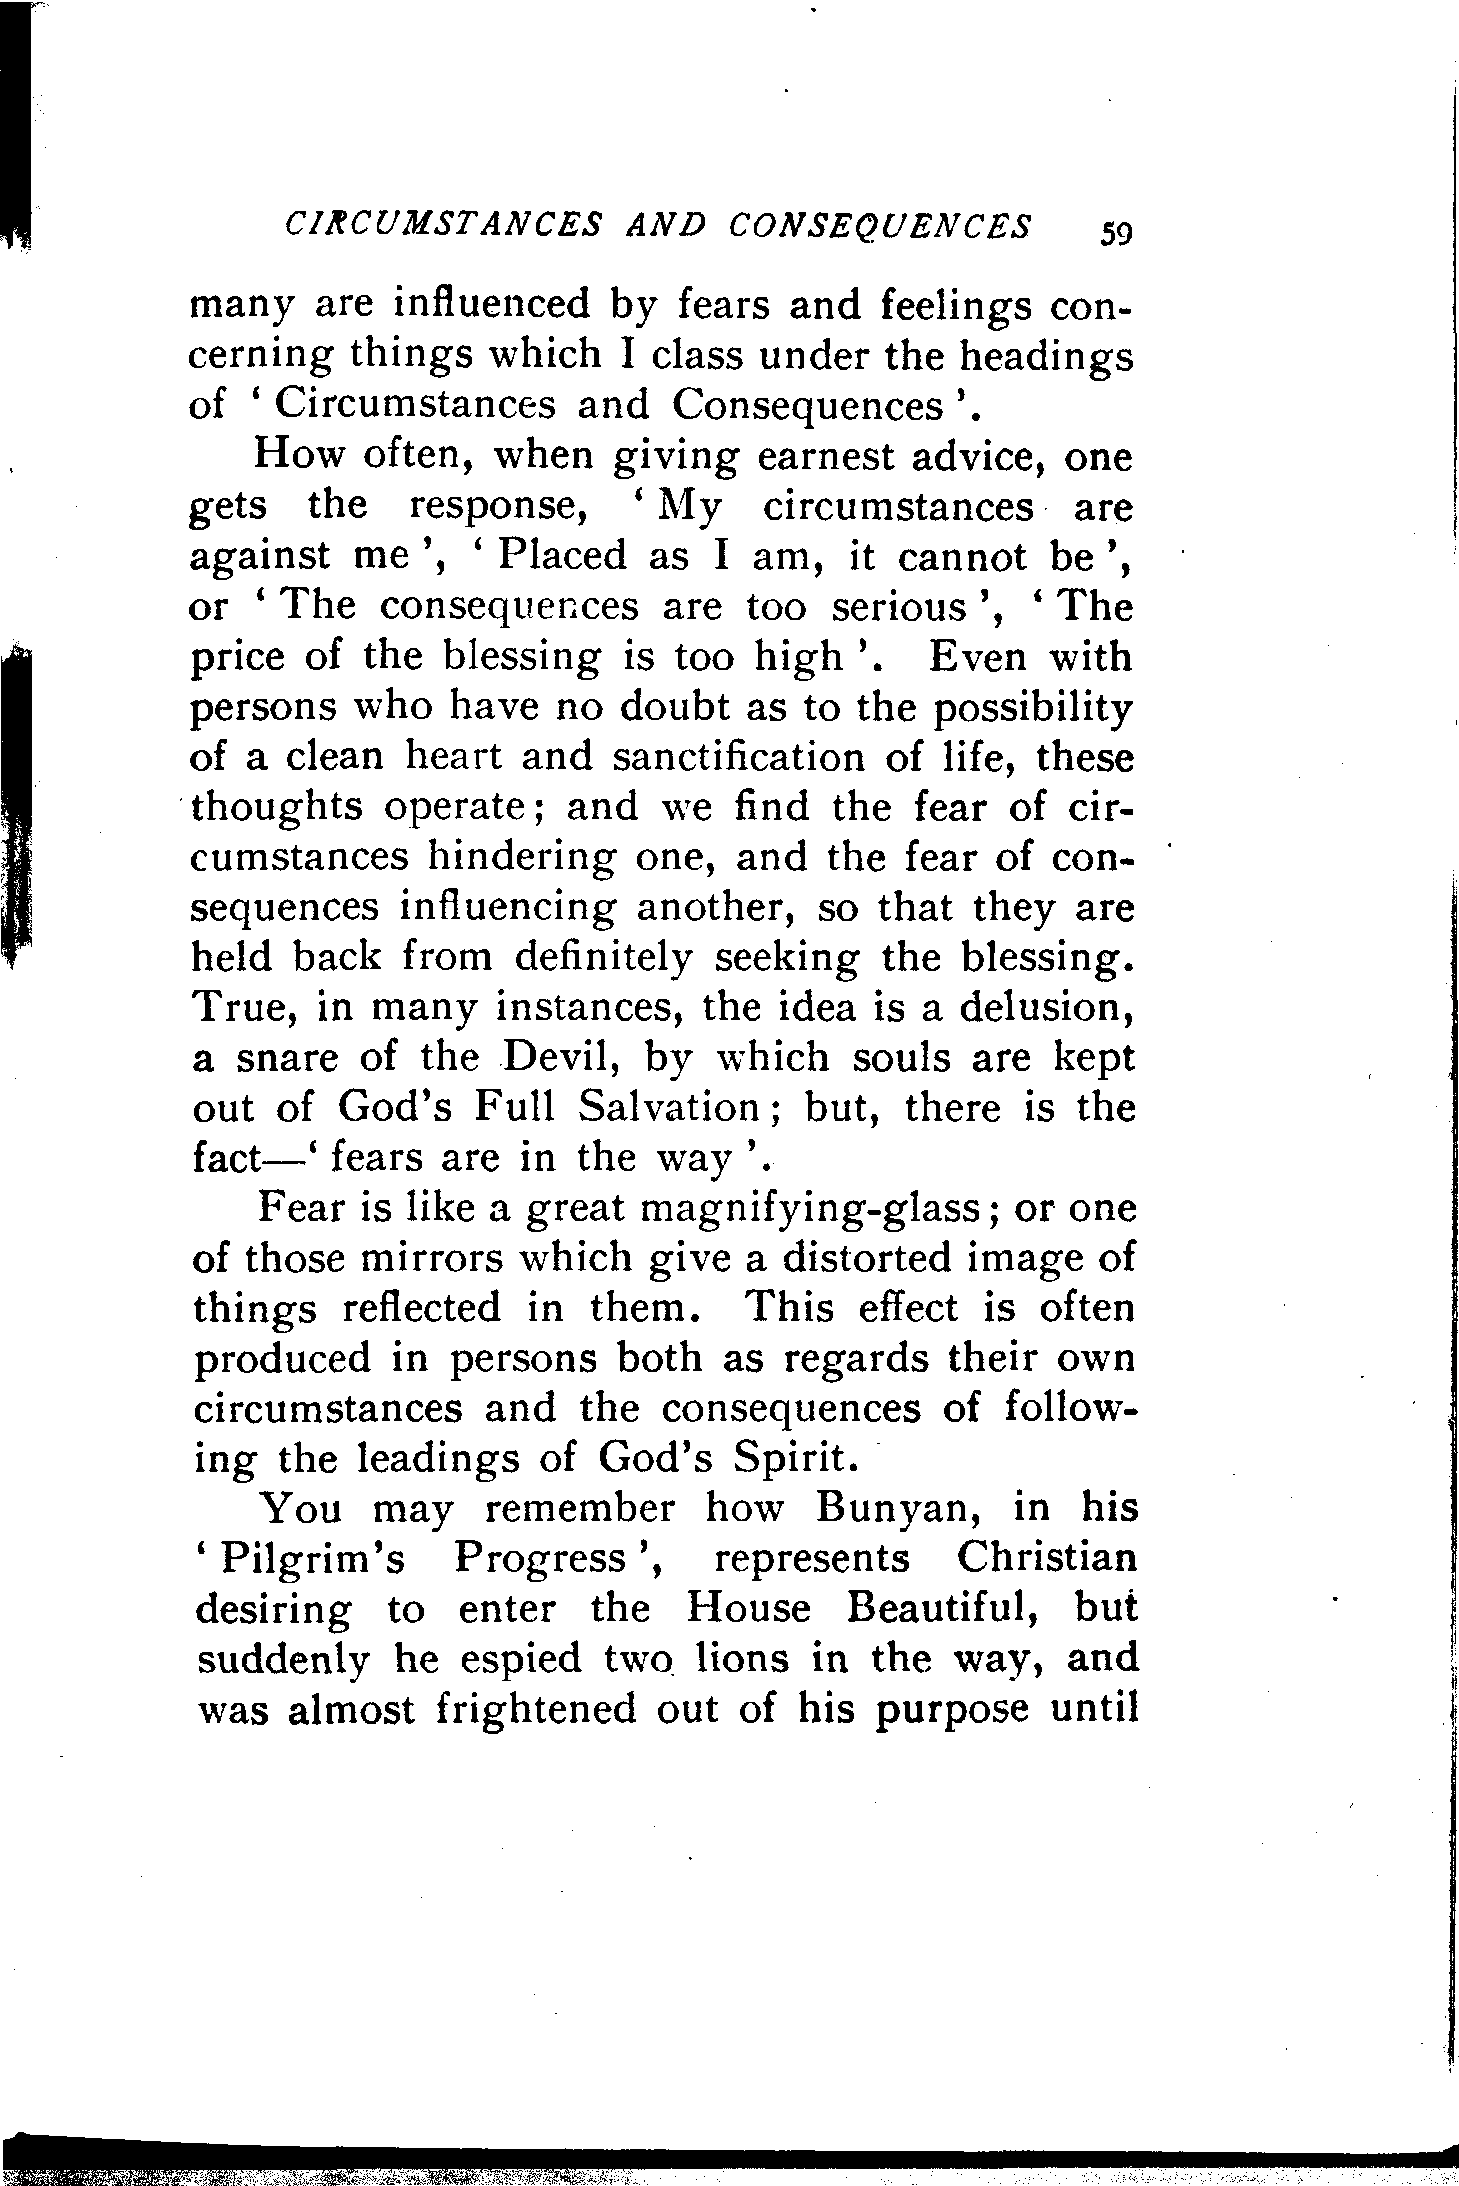 CIRCUMSTANCES AND CONSEQUENCES 59
many are influenced by fears and feelings con-
cerning things which I class under the headings
of ‘ Circumstances and Consequences ’.
How often, when giving earnest advice, one
gets the response, ‘ My circumstances are
against me ’, ‘ Placed as I am, it cannot be ’,
or ‘ The consequences are too serious ’, ‘ The
price of the blessing is too high ’. Even with
persons who have no doubt as to the possibility
of a clean heart and sanctification of life, these
thoughts operate; and we find the fear of cir-
cumstances hindering one, and the fear of con-
sequences influencing another, so that they are
held back from definitely seeking the blessing.
True, in many instances, the idea is a delusion,
a snare of the Devil, by which souls are kept
out of God’s Full Salvation; but, there is the
fact—‘ fears are in the way ’.
Fear is like a great magnifying-glass; or one
of those mirrors which give a distorted image of
things reflected in them. This effect is often
produced in persons both as regards their own
circumstances and the consequences of follow-
ing the leadings of God’s Spirit.
You may remember how Bunyan, in his
‘ Pilgrim’s Progress ’, represents Christian
desiring to enter the House Beautiful, but
suddenly he espied two lions in the way, and
was almost frightened out of his purpose until